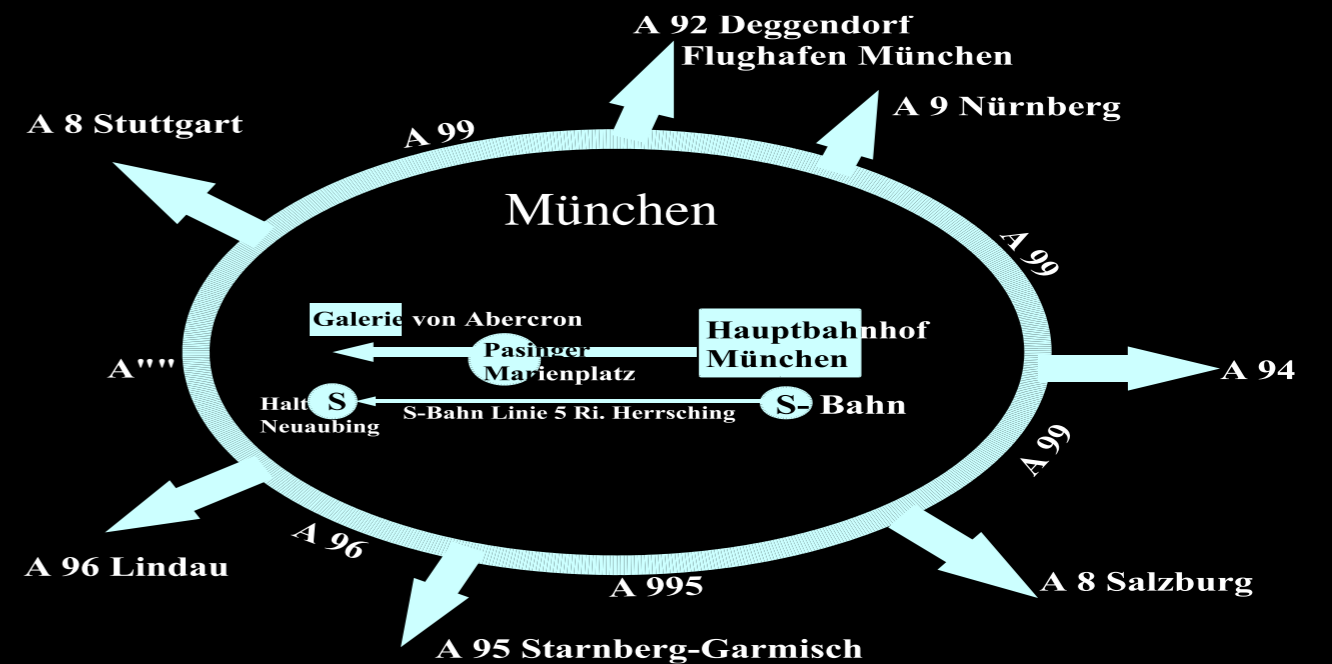 A 92 Deggendorf
Flughafen München
A 9 Nürnberg
A 8 Stuttgart
A 99
München
A 99
Galerie von Abercron
Hauptbahnhof
München
Pasinger
Marienplatz
A""
A 94
Halt
Neuaubing
S
S-Bahn Linie 5 Ri. Herrsching
S- Bahn
A 99
A 96
A 96 Lindau
A 995
A 8 Salzburg
A 95 Starnberg-Garmisch